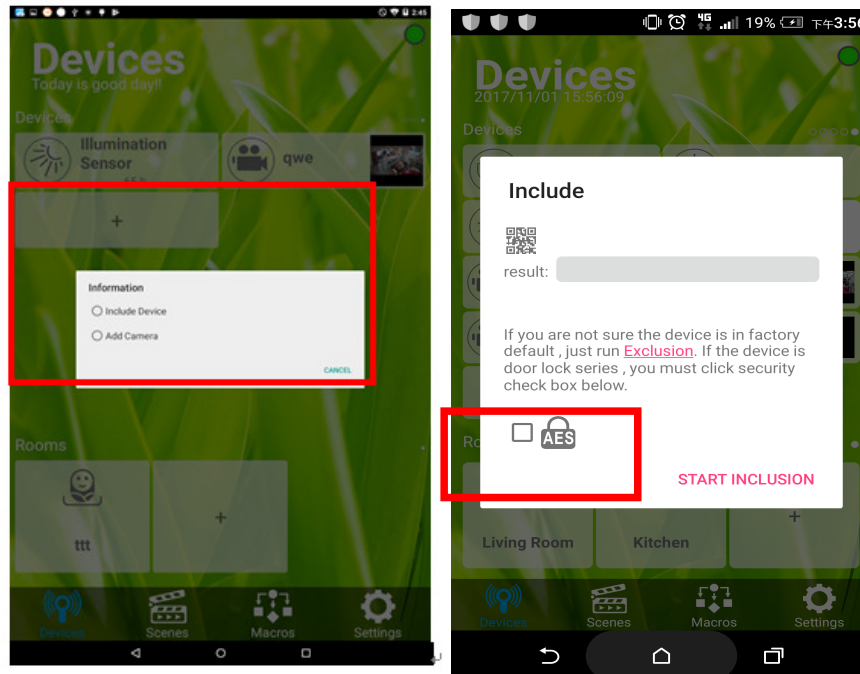 2:45
Devices
Today is good day!!
Devices
Illumination
Sensor
qwe
+
Information
Include Device
Add Camera
CANCEL
Rooms
ttt
+
Devices
Scenes
Macros
Settings
4G
19%
下午3:56
Devices
2017/11/01 15:56:09
Devices
Include
result:
If you are not sure the device is in factory
default , just run Exclusion. If the device is
door lock series , you must click security
check box below.
AES
START INCLUSION
+
Living Room
Kitchen
Devices
Scenes
Macros
Settings